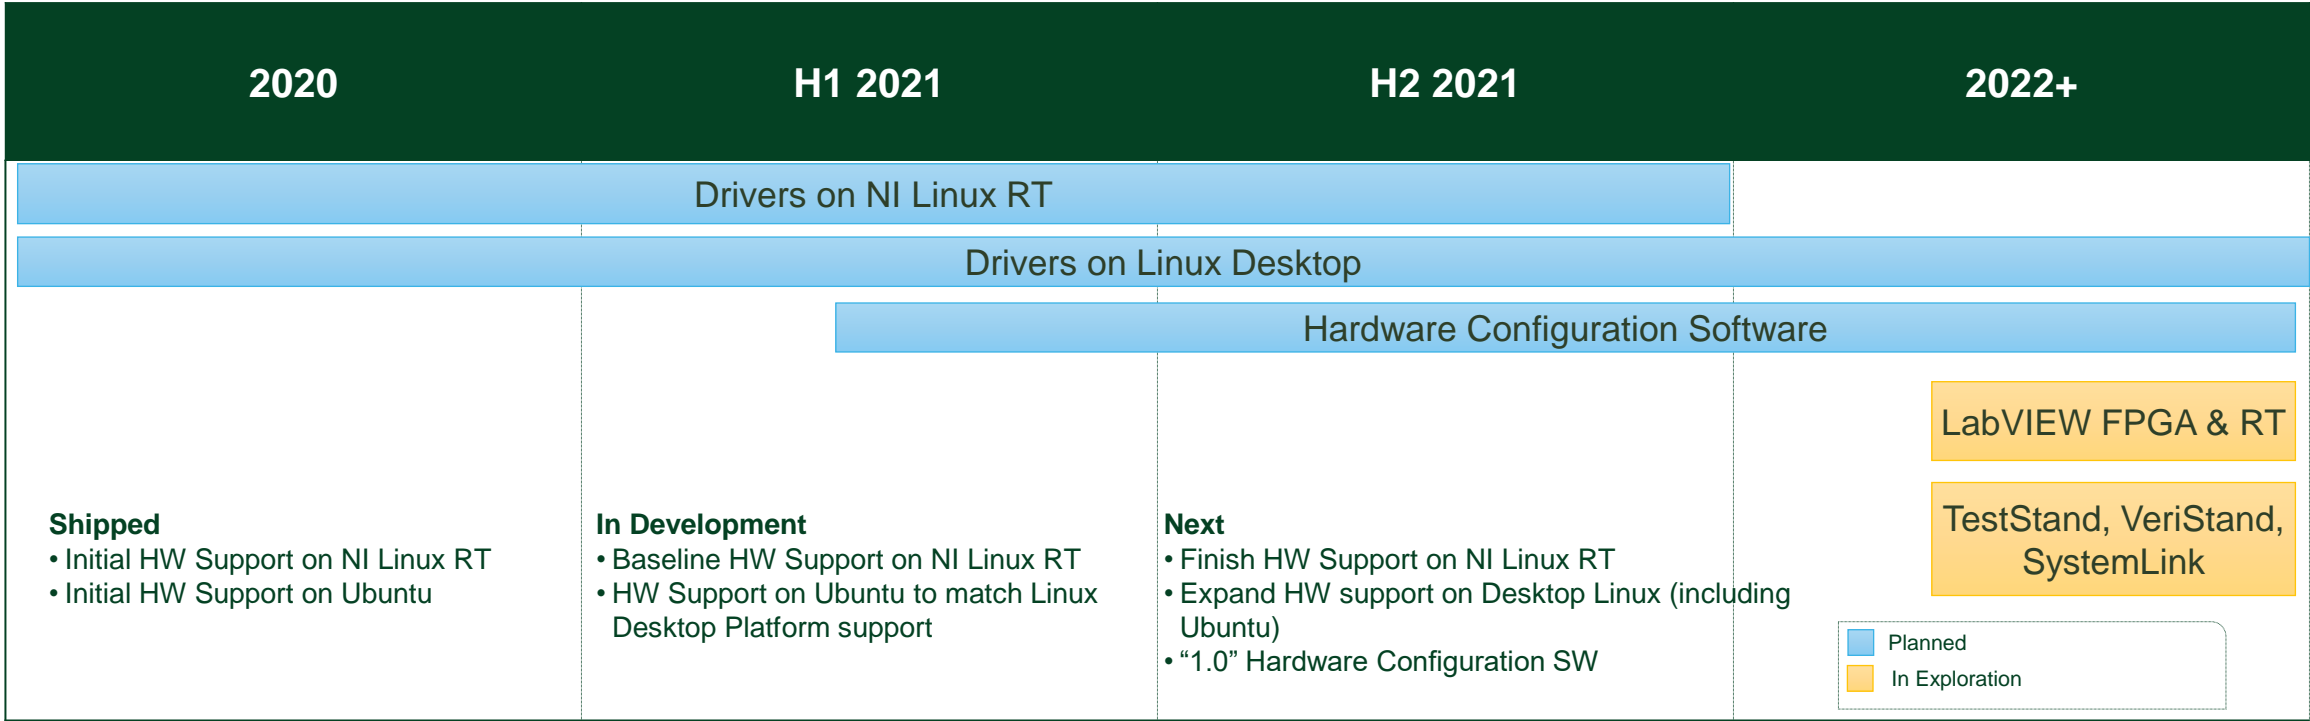 2020
H1 2021
H2 2021
2022+
Drivers on NI Linux RT
Drivers on Linux Desktop
Hardware Configuration Software
LabVIEW FPGA & RT
TestStand, VeriStand,
SystemLink
Shipped
• Initial HW Support on NI Linux RT
• Initial HW Support on Ubuntu
In Development
• Baseline HW Support on NI Linux RT
• HW Support on Ubuntu to match Linux
Desktop Platform support
Next
• Finish HW Support on NI Linux RT
• Expand HW support on Desktop Linux (including
Ubuntu)
• “1.0” Hardware Configuration SW
Planned
In Exploration